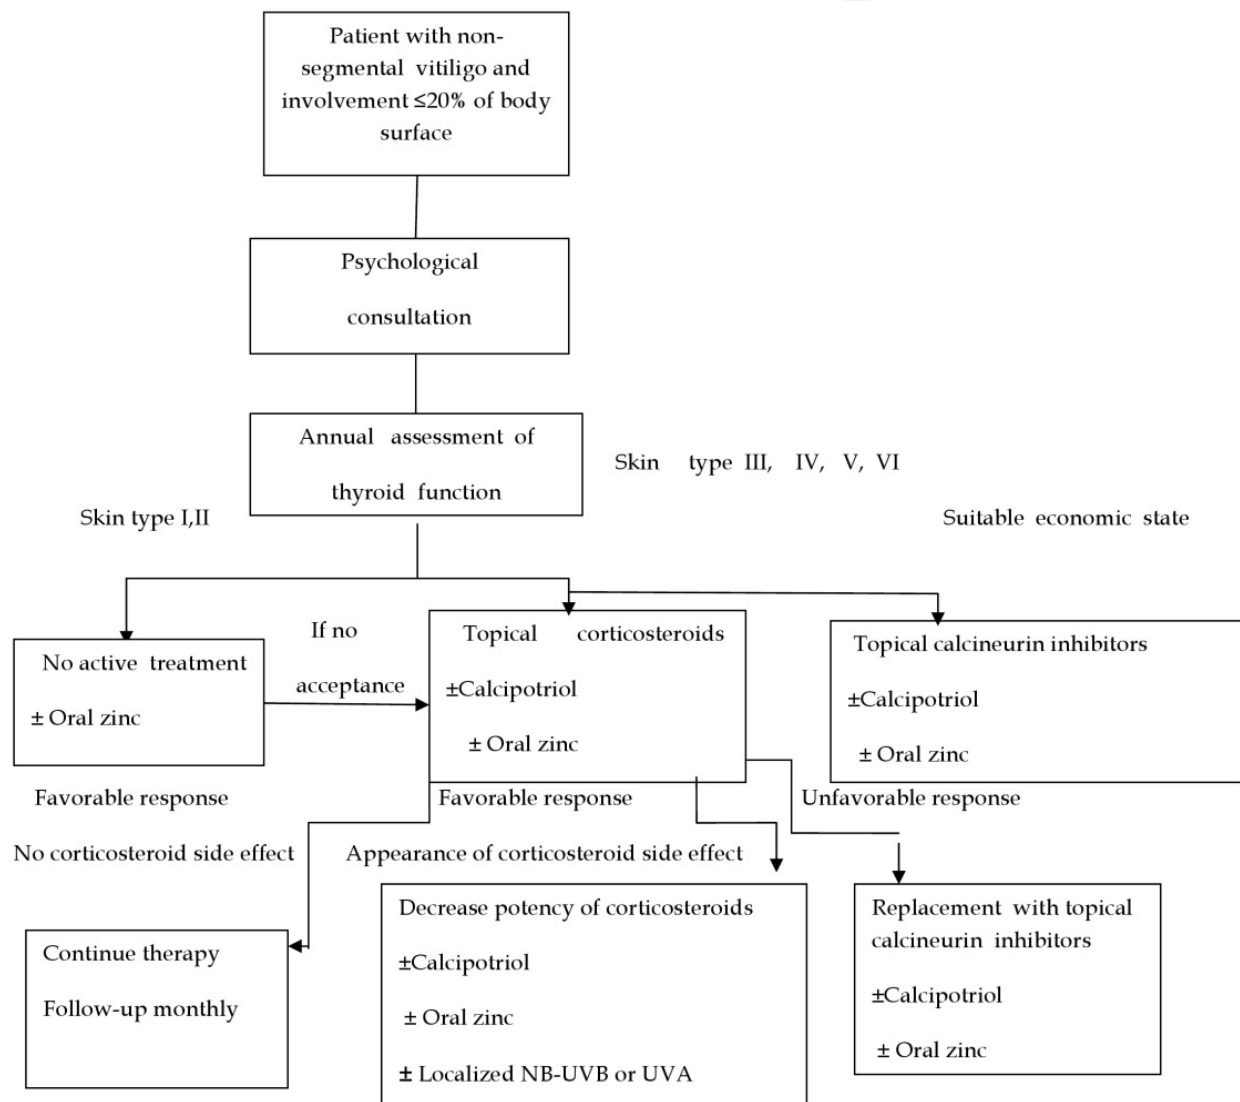 Patient with non-
segmental vitiligo and
involvement ≤20% of body
surface
Psychological
consultation
Annual assessment of
thyroid function
Skin type III, IV, V, VI
Skin type I,II
Suitable economic state
If no
acceptance
No active treatment
± Oral zinc
Topical corticosteroids
±Calcipotriol
± Oral zinc
Topical calcineurin inhibitors
±Calcipotriol
± Oral zinc
Favorable response
No corticosteroid side effect
Favorable response
Appearance of corticosteroid side effect
Unfavorable response
Continue therapy
Follow-up monthly
Decrease potency of corticosteroids
±Calcipotriol
± Oral zinc
± Localized NB-UVB or UVA
Replacement with topical
calcineurin inhibitors
±Calcipotriol
± Oral zinc